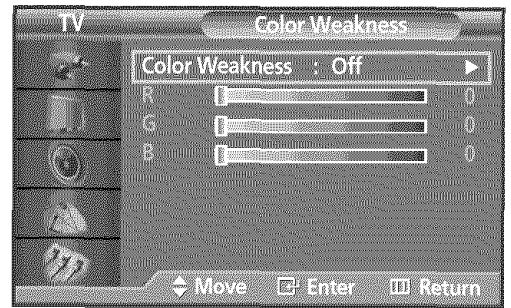 TV Color Weakness
Color Weakness : Off ►
R 0
G 0
B 0
Move Enter Return